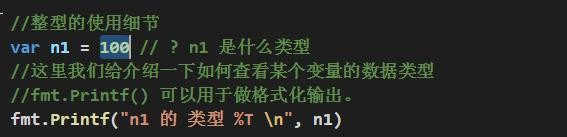 //整型的使用细节
var n1 = 100 // ? n1 是什么类型
//这里我们给介绍一下如何查看某个变量的数据类型
//fmt.Printf() 可以用于做格式化输出。
fmt.Printf("n1 的 类型 %T \n", n1)